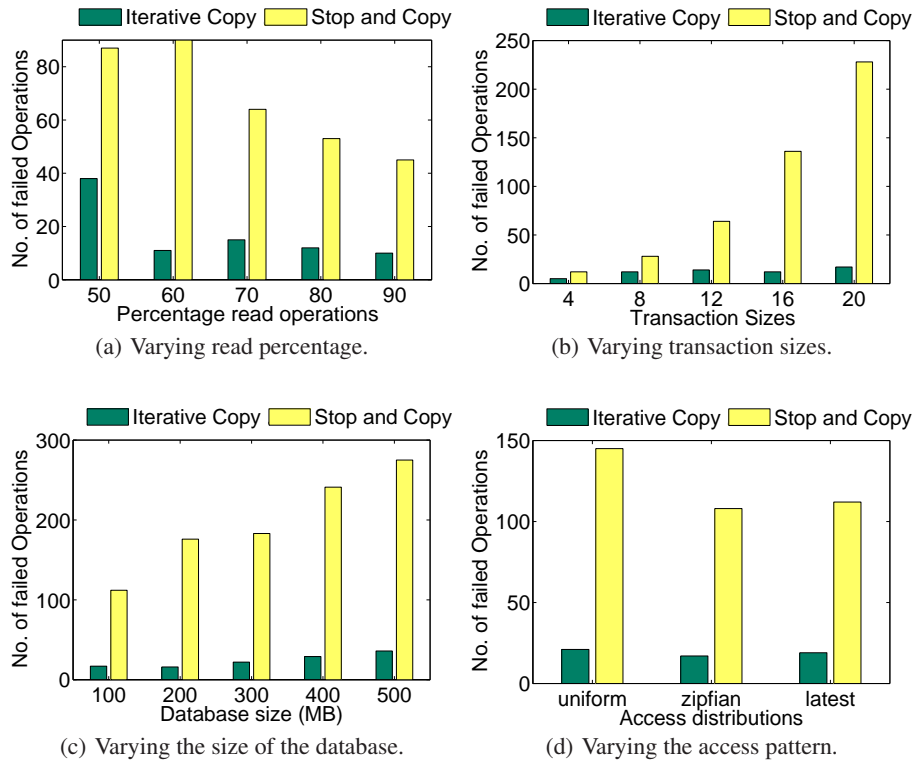 Iterative Copy Stop and Copy
80
60
40
20
0
No. of failed Operations
50 60 70 80 90
Percentage read operations
(a) Varying read percentage.
Iterative Copy Stop and Copy
250
200
150
100
50
0
No. of failed Operations
4 8 12 16 20
Transaction Sizes
(b) Varying transaction sizes.
Iterative Copy Stop and Copy
300
200
100
0
No. of failed Operations
100 200 300 400 500
Database size (MB)
(c) Varying the size of the database.
Iterative Copy Stop and Copy
150
100
50
0
No. of failed Operations
uniform zipfian latest
Access distributions
(d) Varying the access pattern.